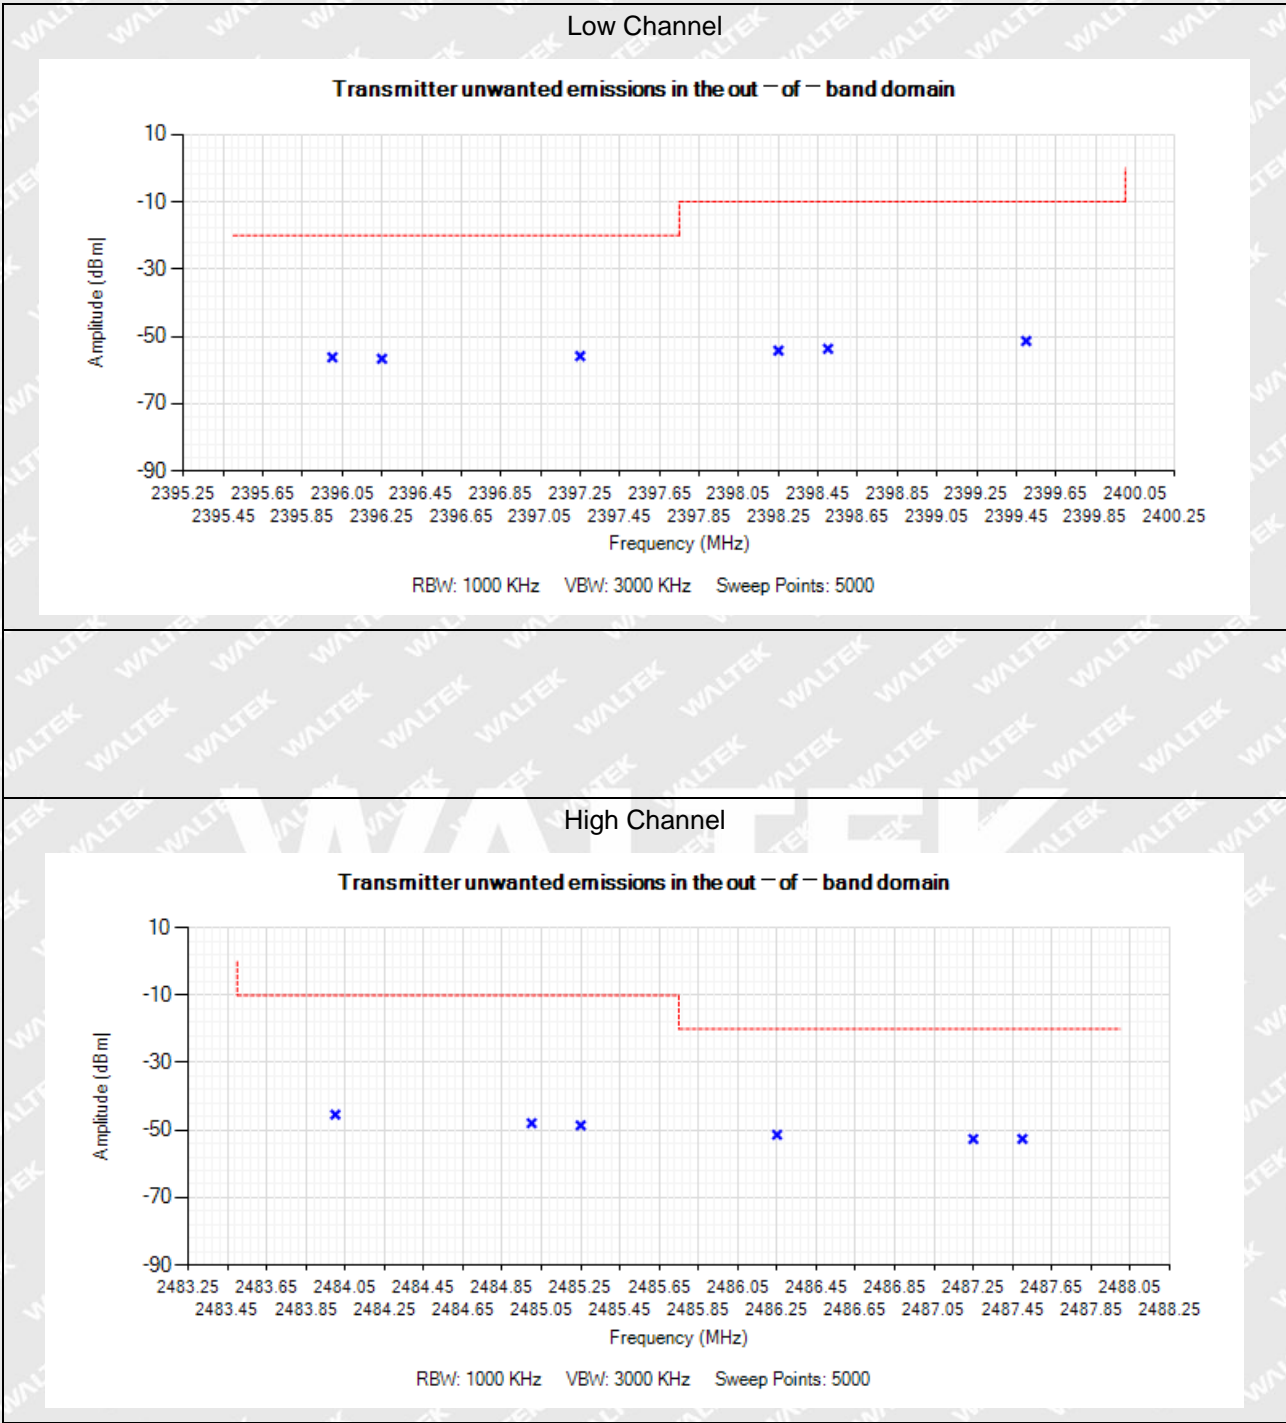 Low Channel
Transmitter unwanted emissions in the out — of — band domain
10
-10
-30
-50
-70
-90
Amplitude (dBm)
2395.25 2395.65 2396.05 2396.45 2396.85 2397.25 2397.65 2398.05 2398.45 2398.85 2399.25 2399.65 2400.05
2395.45 2395.85 2396.25 2396.65 2397.05 2397.45 2397.85 2398.25 2398.65 2399.05 2399.45 2399.85 2400.25
Frequency (MHz)
RBW: 1000 KHz VBW: 3000 KHz Sweep Points: 5000
WALTEK
High Channel
Transmitter unwanted emissions in the out — of — band domain
10
-10
-30
-50
-70
-90
Amplitude (dBm)
2483.25 2483.65 2484.05 2484.45 2484.85 2485.25 2485.65 2486.05 2486.45 2486.85 2487.25 2487.65 2488.05
2483.45 2483.85 2484.25 2484.65 2485.05 2485.45 2485.85 2486.25 2486.65 2487.05 2487.45 2487.85 2488.25
Frequency (MHz)
RBW: 1000 KHz VBW: 3000 KHz Sweep Points: 5000